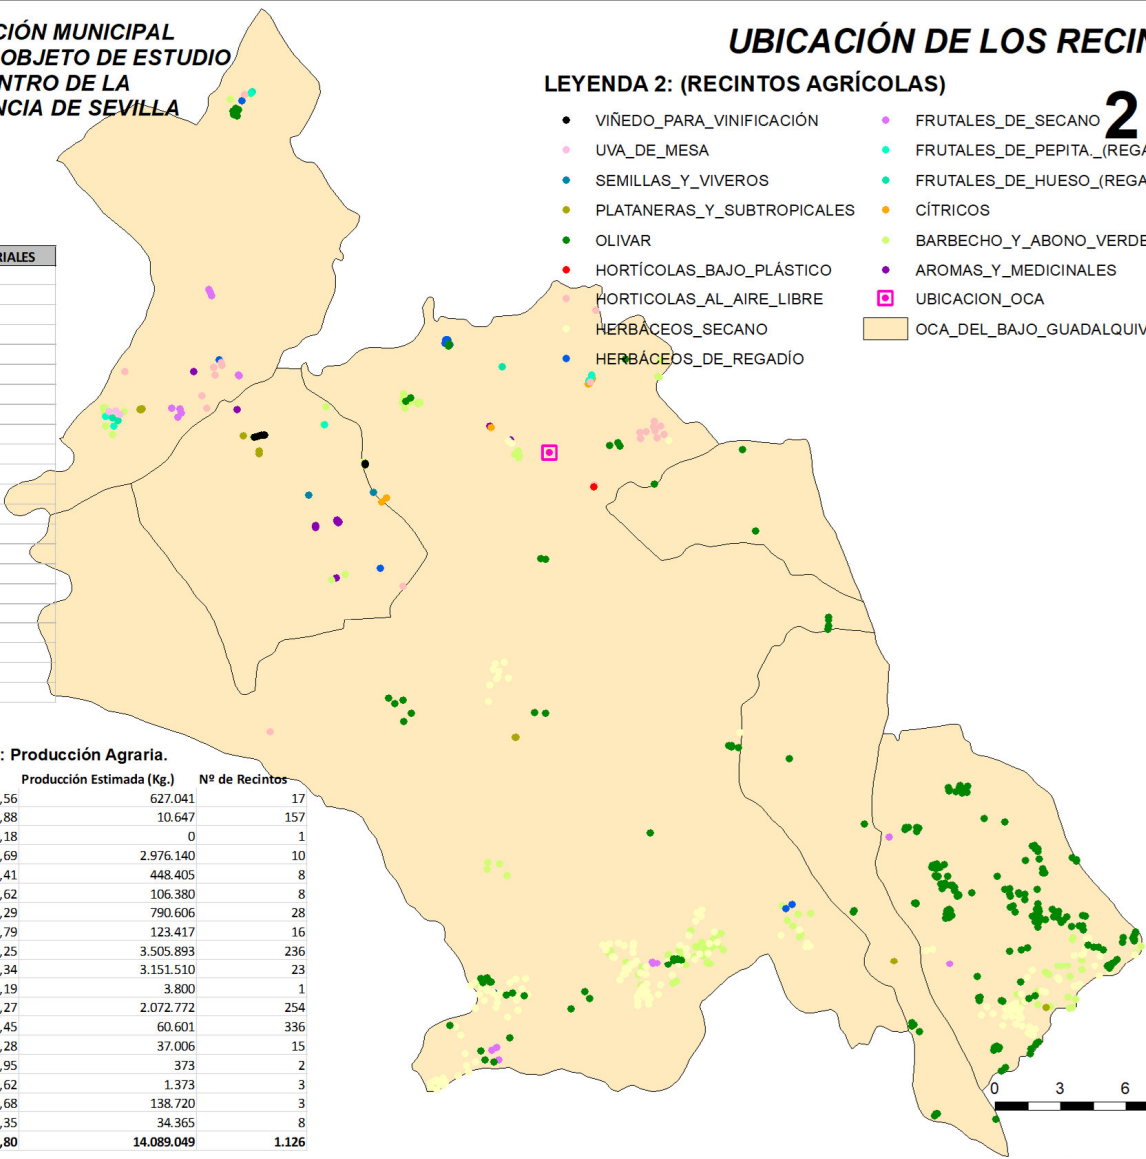 CIÓN MUNICIPAL
OBJETO DE ESTUDIO
NTRO DE LA
NCIA DE SEVILLA
UBICACIÓN DE LOS RECIN
LEYENDA 2: (RECINTOS AGRÍCOLAS)
2
VIÑEDO_PARA_VINIFICACIÓN
UVA_DE_MESA
SEMILLAS_Y_VIVEROS
PLATANERAS_Y_SUBTROPICALES
OLIVAR
HORTÍCOLAS_BAJO_PLÁSTICO
HORTICOLAS_AL_AIRE_LIBRE
HERBÁCEOS_SECANO
HERBÁCEOS_DE_REGADÍO
FRUTALES_DE_SECANO
FRUTALES_DE_PEPITA._(REGA
FRUTALES_DE_HUESO_(REGA
CÍTRICOS
BARBECHO_Y_ABONO_VERDE
AROMAS_Y_MEDICINALES
UBICACION_OCA
OCA_DEL_BAJO_GUADALQUIV
RIALES
: Producción Agraria.
Producción Estimada (Kg.) Nº de Recintos
,56 627.041 17
,88 10.647 157
,18 0 1
,69 2.976.140 10
,41 448.405 8
,62 106.380 8
,29 790.606 28
,79 123.417 16
,25 3.505.893 236
,34 3.151.510 23
,19 3.800 1
,27 2.072.772 254
,45 60.601 336
,28 37.006 15
,95 373 2
,62 1.373 3
,68 138.720 3
,35 34.365 8
,80 14.089.049 1.126
0 3 6